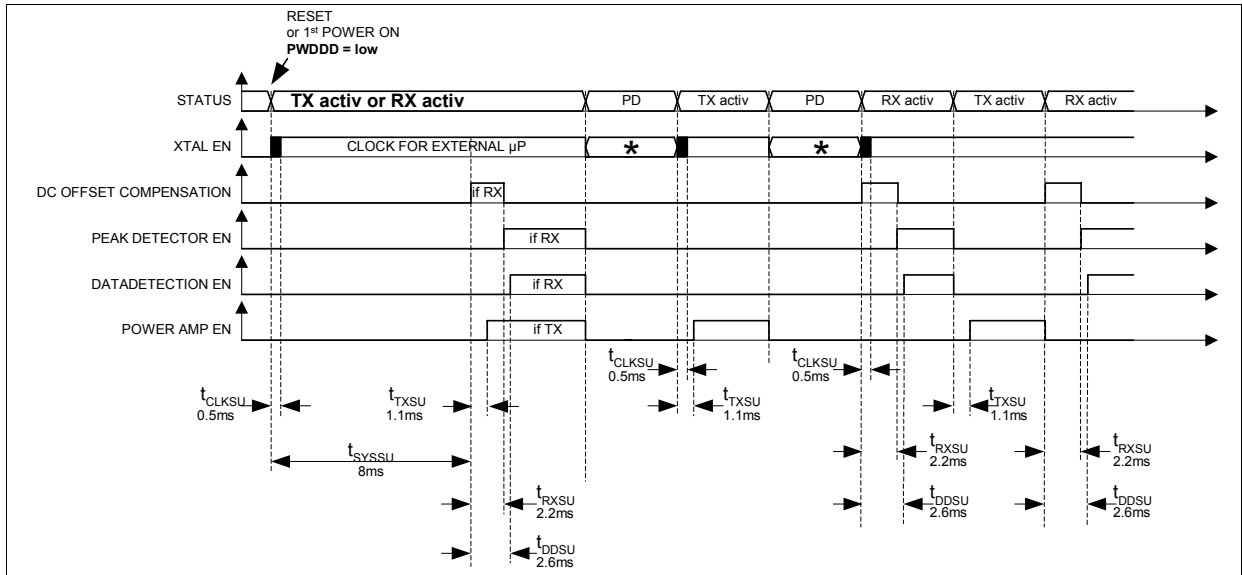 RESET
or 1st POWER ON
PWDDD = low
STATUS
TX activ or RX activ
PD
TX activ
PD
RX activ
TX activ
RX activ
XTAL EN
CLOCK FOR EXTERNAL µP
*
*
DC OFFSET COMPENSATION
if RX
PEAK DETECTOR EN
if RX
DATADETECTION EN
if RX
POWER AMP EN
if TX
tCLKSU
0.5ms
tCLKSU
0.5ms
tCLKSU
0.5ms
tTXSU
1.1ms
tTXSU
1.1ms
tTXSU
1.1ms
tSYSSU
8ms
tRXSU
2.2ms
tRXSU
2.2ms
tRXSU
2.2ms
tDDSU
2.6ms
tDDSU
2.6ms
tDDSU
2.6ms